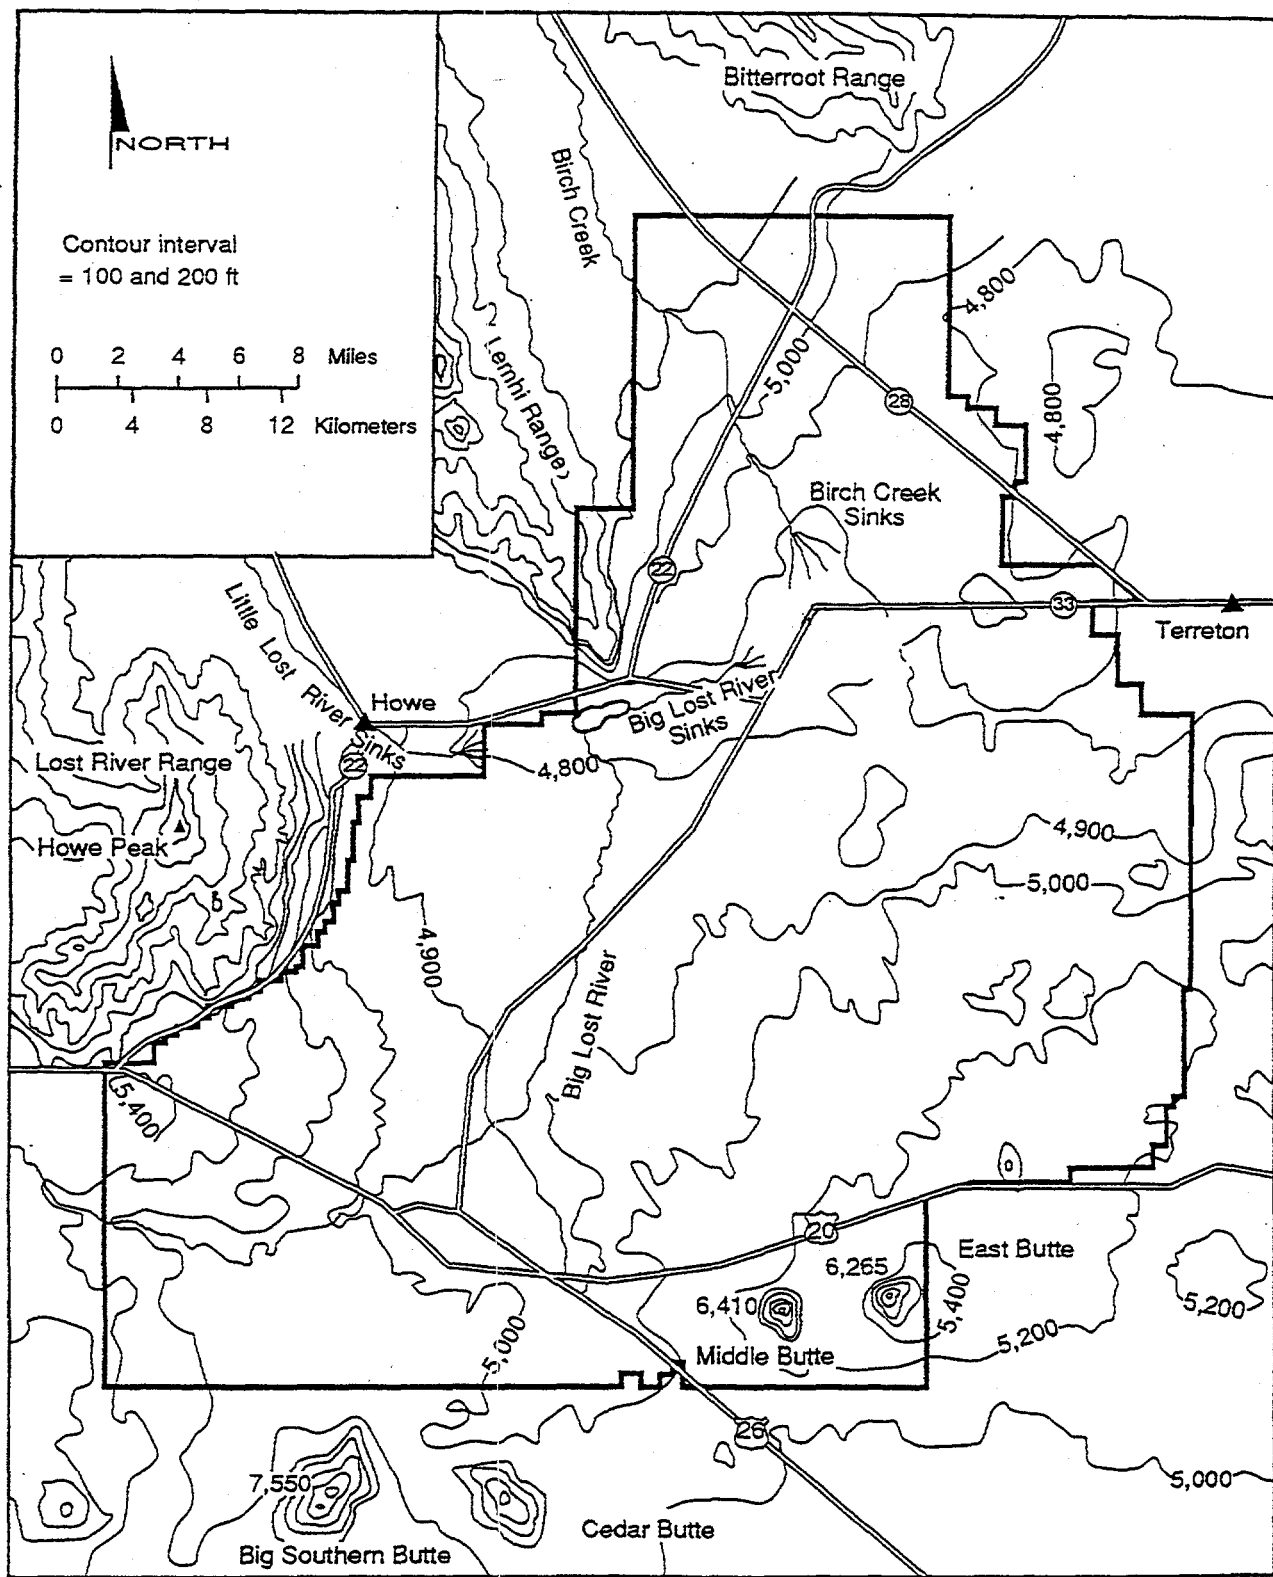 Bitterroot Range
NORTH
Birch Creek
Contour interval
= 100 and 200 ft
4,800
0 2 4 6 8 Miles
0 4 8 12 Kilometers
Lemhi Range
5,000
28
4,800
Birch Creek
Sinks
22
33
Terreton
Little Lost River
Sinks
Howe
Big Lost River
Sinks
22
4,800
Lost River Range
Howe Peak
4,900
5,000
4,900
Big Lost River
5,400
20
East Butte
6,265
6,410
5,400
5,200
5,200
Middle Butte
5,000
26
5,000
7,550
Cedar Butte
Big Southern Butte